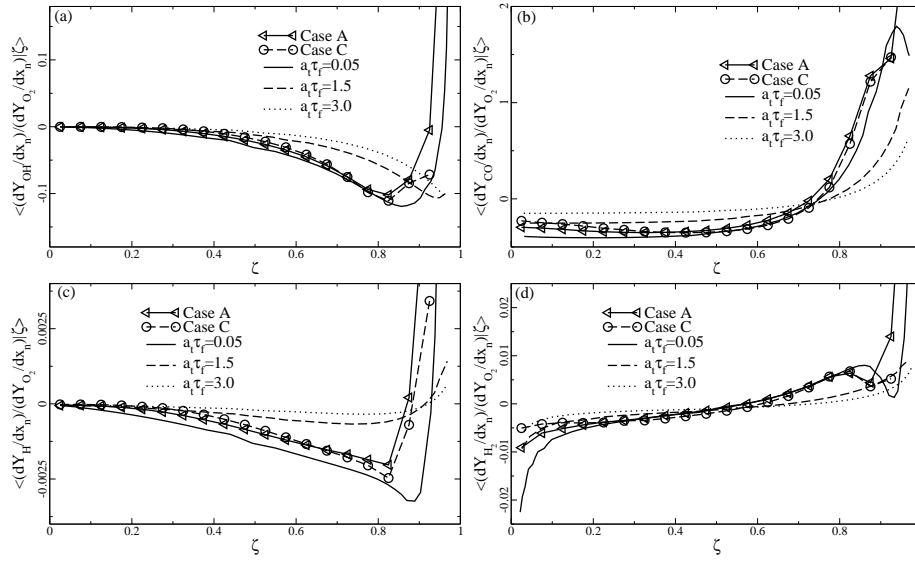 (a)
Case A
Case C
a_tτ_f=0.05
a_tτ_f=1.5
a_tτ_f=3.0
0.1
0
-0.1
<(dY_OH/dx_n)/(dY_O2/dx_n)|ζ>
0 0.2 0.4 0.6 0.8 1
ζ
(b)
Case A
Case C
a_tτ_f=0.05
a_tτ_f=1.5
a_tτ_f=3.0
2
0
<(dY_CO/dx_n)/(dY_O2/dx_n)|ζ>
0 0.2 0.4 0.6 0.8
ζ
(c)
Case A
Case C
a_tτ_f=0.05
a_tτ_f=1.5
a_tτ_f=3.0
0.0025
0
-0.0025
<(dY_H/dx_n)/(dY_O2/dx_n)|ζ>
0 0.2 0.4 0.6 0.8 1
ζ
(d)
Case A
Case C
a_tτ_f=0.05
a_tτ_f=1.5
a_tτ_f=3.0
0.02
0.01
0
-0.01
-0.02
<(dY_H2/dx_n)/(dY_O2/dx_n)|ζ>
0 0.2 0.4 0.6 0.8
ζ